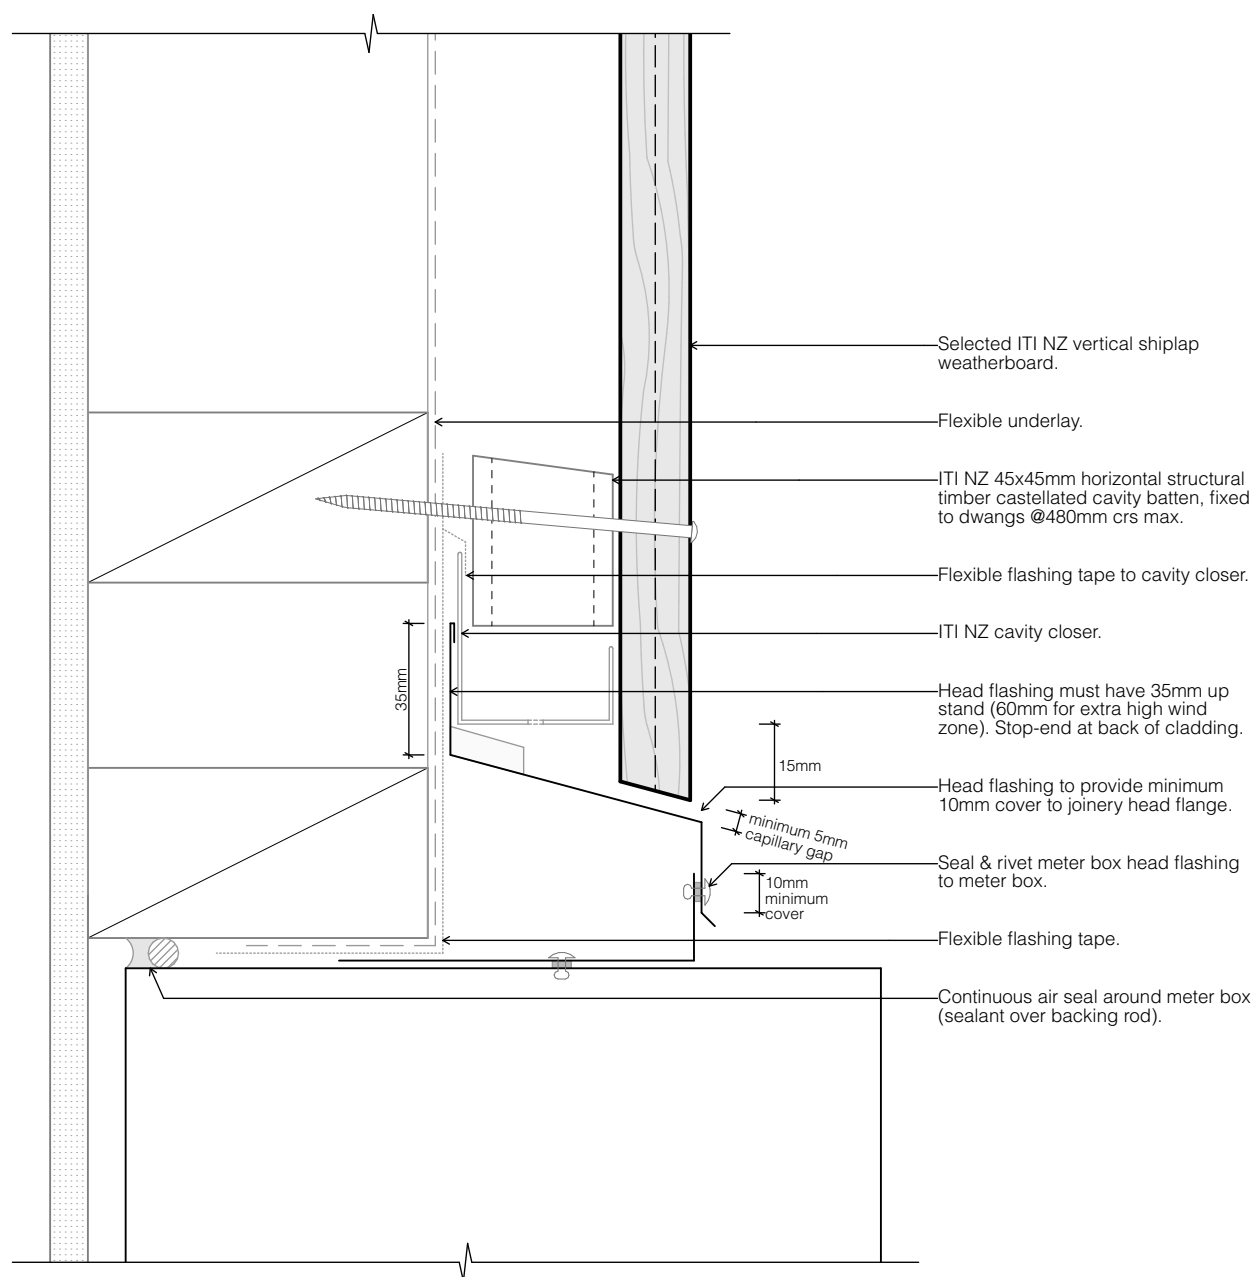 Selected ITI NZ vertical shiplap
weatherboard.
Flexible underlay.
ITI NZ 45x45mm horizontal structural
timber castellated cavity batten, fixed
to dwangs @480mm crs max.
Flexible flashing tape to cavity closer.
ITI NZ cavity closer.
35mm
Head flashing must have 35mm up
stand (60mm for extra high wind
zone). Stop-end at back of cladding.
15mm
Head flashing to provide minimum
10mm cover to joinery head flange.
minimum 5mm
capillary gap
Seal & rivet meter box head flashing
to meter box.
10mm
minimum
cover
Flexible flashing tape.
Continuous air seal around meter box
(sealant over backing rod).